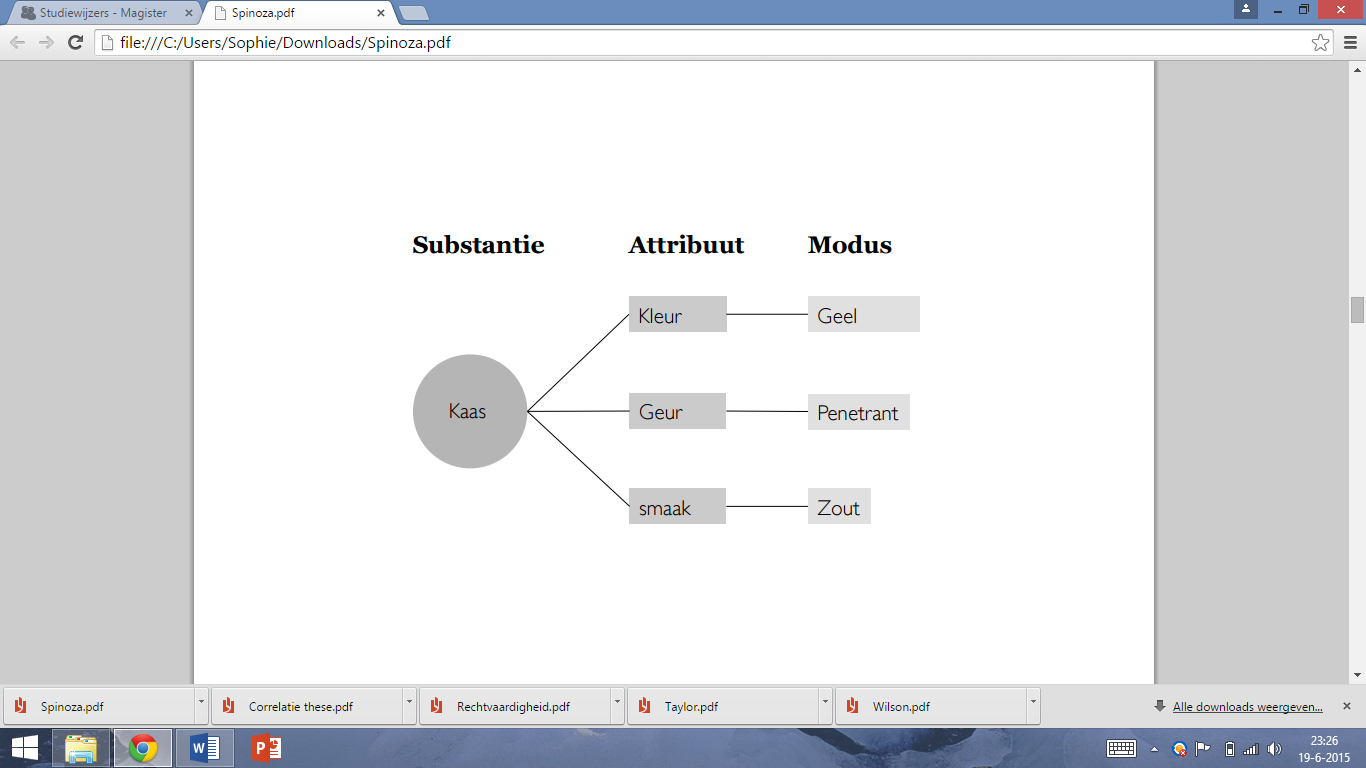 Studiewijzers - Magister
Spinoza.pdf
file:///C:/Users/Sophie/Downloads/Spinoza.pdf
Substantie Attribuut Modus
Kleur Geel
Kaas Geur Penetrant
smaak Zout
Spinoza.pdf
Correlatie these.pdf
Rechtvaardigheid.pdf
Taylor.pdf
Wilson.pdf
Alle downloads weergeven...
23:26
19-6-2015